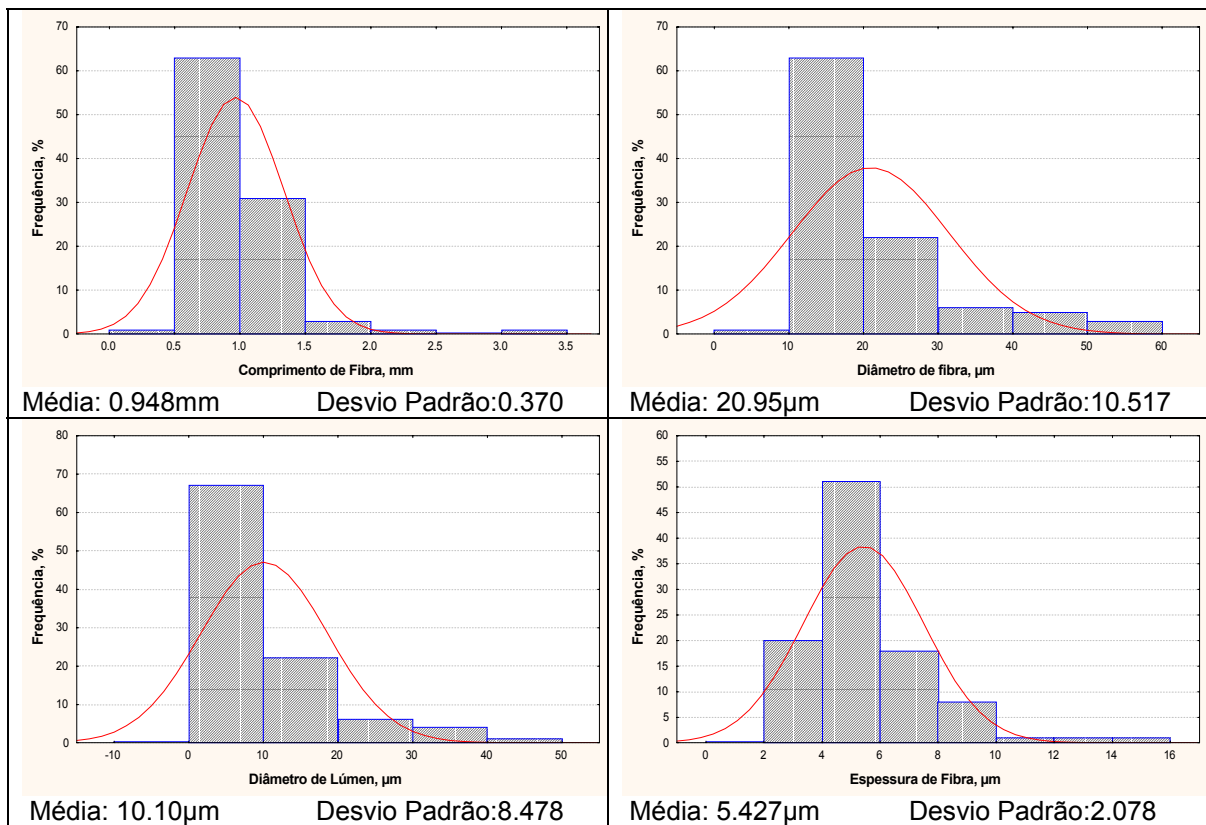 70
60
50
40
30
20
10
0
Frequência, %
0.0 0.5 1.0 1.5 2.0 2.5 3.0 3.5
Comprimento de Fibra, mm
Média: 0.948mm Desvio Padrão:0.370
70
60
50
40
30
20
10
0
Frequência, %
0 10 20 30 40 50 60
Diâmetro de fibra, µm
Média: 20.95µm Desvio Padrão:10.517
80
70
60
50
40
30
20
10
0
Frequência, %
-10 0 10 20 30 40 50
Diâmetro de Lúmen, µm
Média: 10.10µm Desvio Padrão:8.478
60
55
50
45
40
35
30
25
20
15
10
5
0
Frequência, %
0 2 4 6 8 10 12 14 16
Espessura de Fibra, µm
Média: 5.427µm Desvio Padrão:2.078